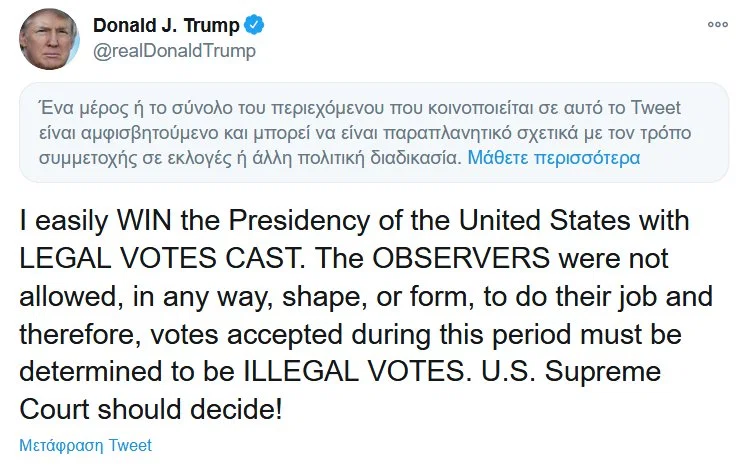 Donald J. Trump
@realDonaldTrump
Ένα μέρος ή το σύνολο του περιεχόμενου που κοινοποιείται σε αυτό το Tweet
είναι αμφισβητούμενο και μπορεί να είναι παραπλανητικό σχετικά με τον τρόπο
συμμετοχής σε εκλογές ή άλλη πολιτική διαδικασία. Μάθετε περισσότερα
I easily WIN the Presidency of the United States with
LEGAL VOTES CAST. The OBSERVERS were not
allowed, in any way, shape, or form, to do their job and
therefore, votes accepted during this period must be
determined to be ILLEGAL VOTES. U.S. Supreme
Court should decide!
Μετάφραση Tweet